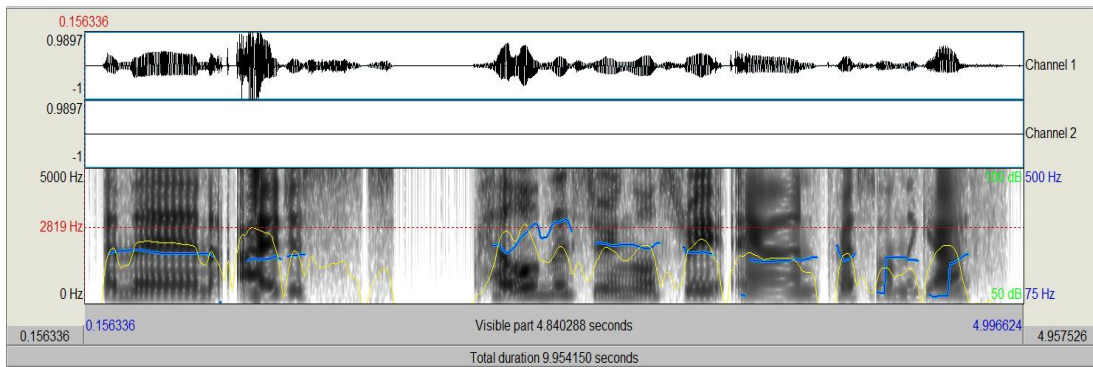 0.156336
0.9897
-1
Channel 1
0.9897
-1
Channel 2
5000 Hz
100 dB
500 Hz
2819 Hz
0 Hz
50 dB
75 Hz
0.156336
0.156336
Visible part 4.840288 seconds
4.996624
4.957526
Total duration 9.954150 seconds